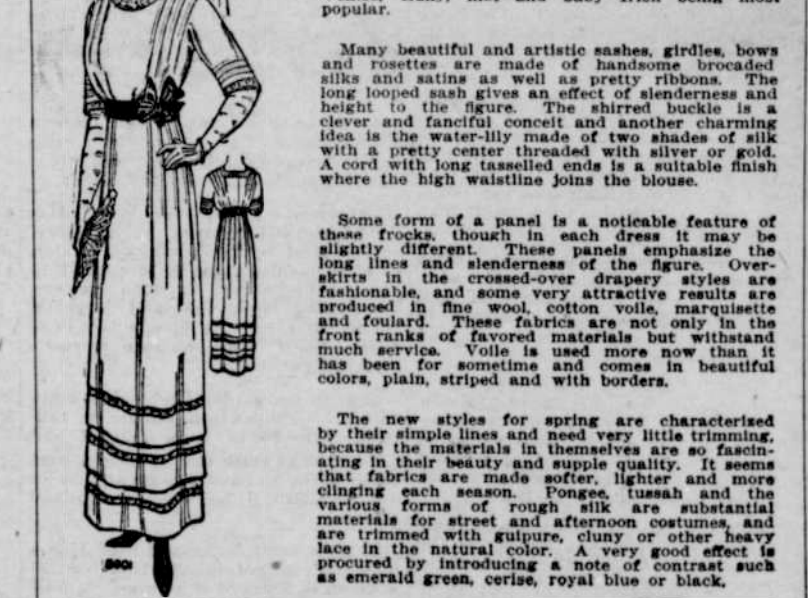 popular.
Many beautiful and artistic sashes, girdles, bows
and rosettes are made of handsome brocaded
silks and satins as well as pretty ribbons. The
long looped sash gives an effect of slenderness and
height to the figure. The shirred buckle is a
clever and fanciful conceit and another charming
idea is the water-lily made of two shades of silk
with a pretty center threaded with silver or gold.
A cord with long tasselled ends is a suitable finish
where the high waistline joins the blouse.
Some form of a panel is a noticable feature of
these frocks, though in each dress it may be
slightly different. These panels emphasize the
long lines and slenderness of the figure. Over-
skirts in the crossed-over drapery styles are
fashionable, and some very attractive results are
produced in fine wool, cotton voile, marquisette
and foulard. These fabrics are not only in the
front ranks of favored materials but withstand
much service. Voile is used more now than it
has been for sometime and comes in beautiful
colors, plain, striped and with borders.
The new styles for spring are characterized
by their simple lines and need very little trimming,
because the materials in themselves are so fascin-
ating in their beauty and supple quality. It seems
that fabrics are made softer, lighter and more
clinging each season. Pongee, tussah and the
various forms of rough silk are substantial
materials for street and afternoon costumes, and
are trimmed with guipure, cluny or other heavy
lace in the natural color. A very good effect is
procured by introducing a note of contrast such
as emerald green, cerise, royal blue or black.